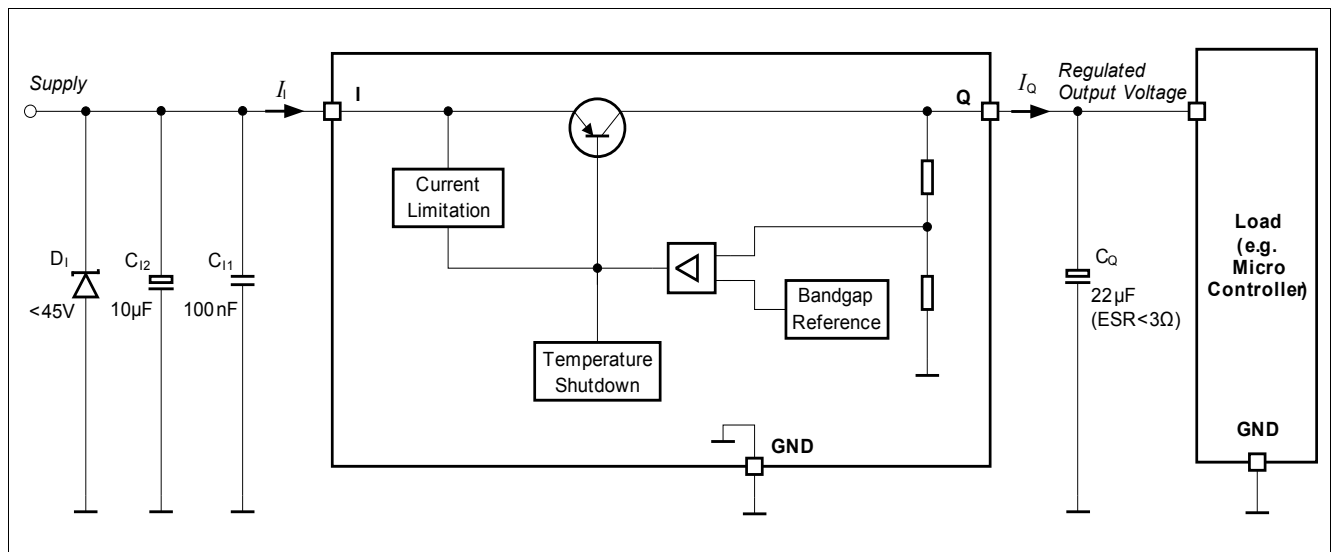 Supply
I_I
I
Q
I_Q
Regulated
Output Voltage
Current
Limitation
Load
(e.g.
Micro
Controller)
D_I
<45V
C_I2
10µF
C_I1
100nF
Bandgap
Reference
C_Q
22µF
(ESR<3Ω)
Temperature
Shutdown
GND
GND